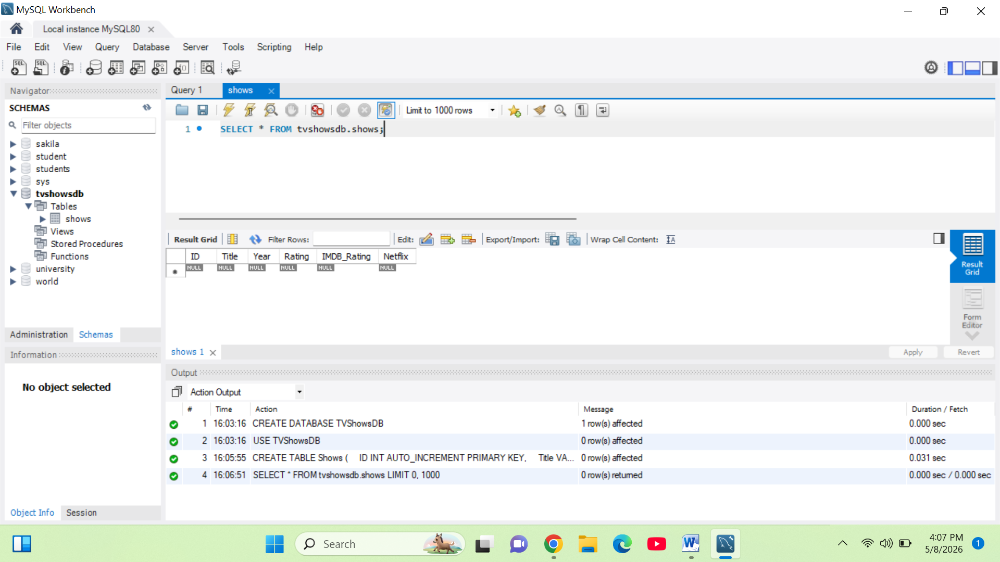 MySQL Workbench
Local instance MySQL80
File Edit View Query Database Server Tools Scripting Help
Navigator
SCHEMAS
Filter objects
sakila
student
students
sys
tvshowsdb
Tables
shows
Views
Stored Procedures
Functions
university
world
Administration Schemas
Information
No object selected
Object Info Session
Query 1 shows
Limit to 1000 rows
1 SELECT * FROM tvshowsdb.shows;
Result Grid Filter Rows: Edit: Export/Import: Wrap Cell Content:
ID Title Year Rating IMDB_Rating Netflix
NULL NULL NULL NULL NULL NULL
Result
Grid
Form
Editor
shows 1
Apply Revert
Output
Action Output
# Time Action Message Duration / Fetch
1 16:03:16 CREATE DATABASE TVShowsDB 1 row(s) affected 0.000 sec
2 16:03:16 USE TVShowsDB 0 row(s) affected 0.000 sec
3 16:05:55 CREATE TABLE Shows ( ID INT AUTO_INCREMENT PRIMARY KEY, Title VA... 0 row(s) affected 0.031 sec
4 16:06:51 SELECT * FROM tvshowsdb.shows LIMIT 0, 1000 0 row(s) returned 0.000 sec / 0.000 sec
Search
4:07 PM
5/8/2026
1